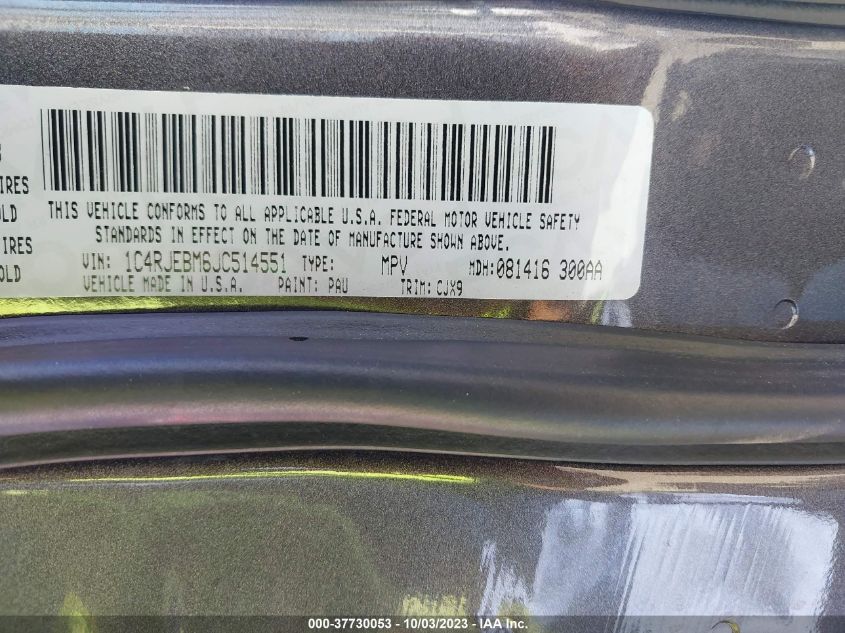 IRES
OLD
IRES
OLD
THIS VEHICLE CONFORMS TO ALL APPLICABLE U.S.A. FEDERAL MOTOR VEHICLE SAFETY
STANDARDS IN EFFECT ON THE DATE OF MANUFACTURE SHOWN ABOVE.
VIN: 1C4RJEBM6JC514551 TYPE: MPV MDH:081416 300AA
VEHICLE MADE IN U.S.A. PAINT: PAU TRIM: CJX9
000-37730053 - 10/03/2023 - IAA Inc.